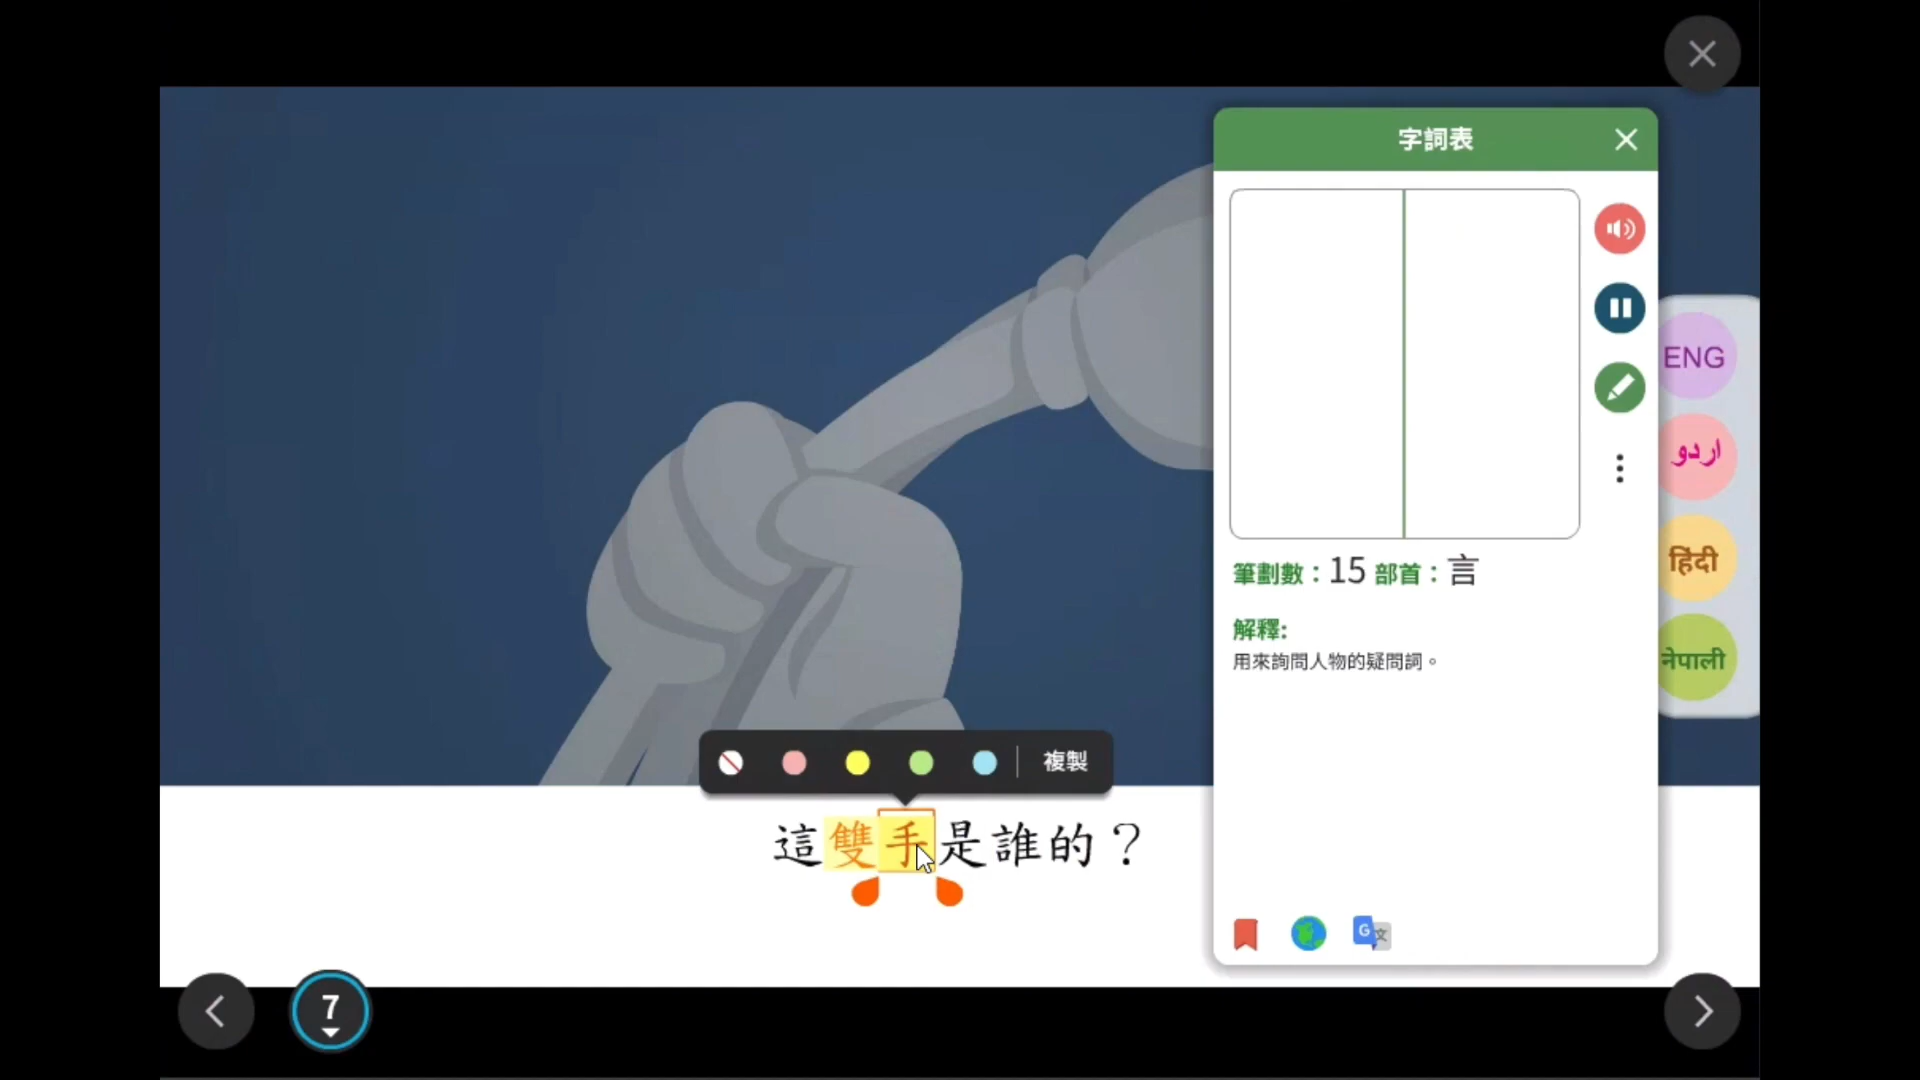 字詞表
筆劃數：15 部首：言
解釋:
用來詢問人物的疑問詞。
ENG
اردو
हिंदी
नेपाली
複製
這雙手是誰的？
G 文
7